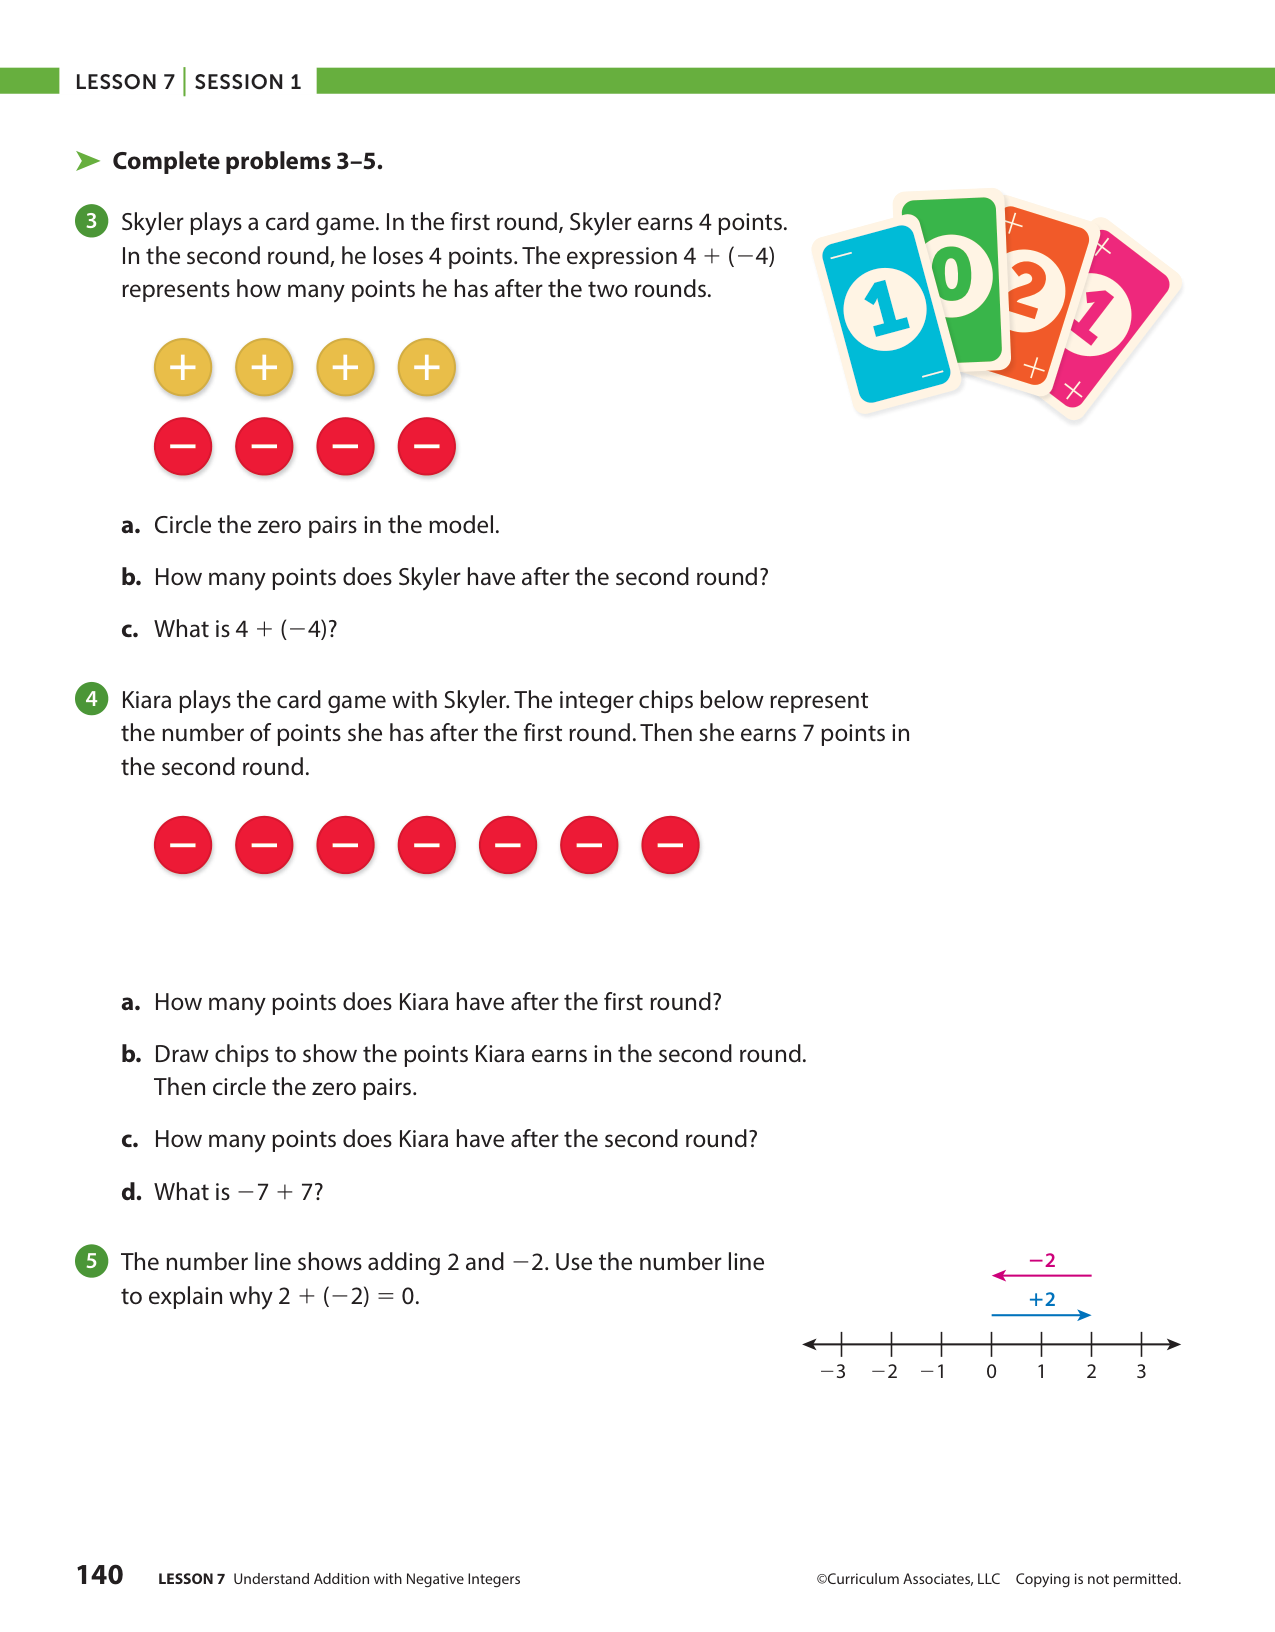 LESSON 7 | SESSION 1
➤ Complete problems 3–5.
3 Skyler plays a card game. In the first round, Skyler earns 4 points.
In the second round, he loses 4 points. The expression 4 + (−4)
represents how many points he has after the two rounds.
− 1 −
0
+ 2 +
+ 1 +
+ + + +
− − − −
a. Circle the zero pairs in the model.
b. How many points does Skyler have after the second round?
c. What is 4 + (−4)?
4 Kiara plays the card game with Skyler. The integer chips below represent
the number of points she has after the first round. Then she earns 7 points in
the second round.
− − − − − − −
a. How many points does Kiara have after the first round?
b. Draw chips to show the points Kiara earns in the second round.
Then circle the zero pairs.
c. How many points does Kiara have after the second round?
d. What is −7 + 7?
5 The number line shows adding 2 and −2. Use the number line
to explain why 2 + (−2) = 0.
−2
+2
−3 −2 −1 0 1 2 3
140 LESSON 7 Understand Addition with Negative Integers
©Curriculum Associates, LLC Copying is not permitted.